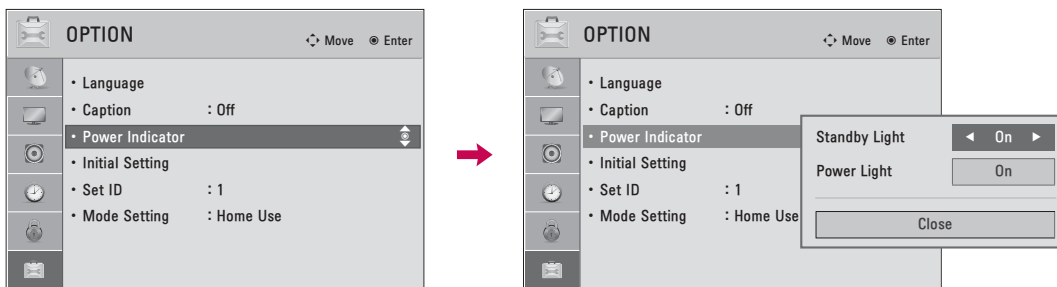 OPTION
Move Enter
• Language
• Caption : Off
• Power Indicator
• Initial Setting
• Set ID : 1
• Mode Setting : Home Use
OPTION
Move Enter
• Language
• Caption : Off
• Power Indicator
• Initial Setting
• Set ID : 1
• Mode Setting : Home Use
Standby Light ◄ On ►
Power Light On
Close